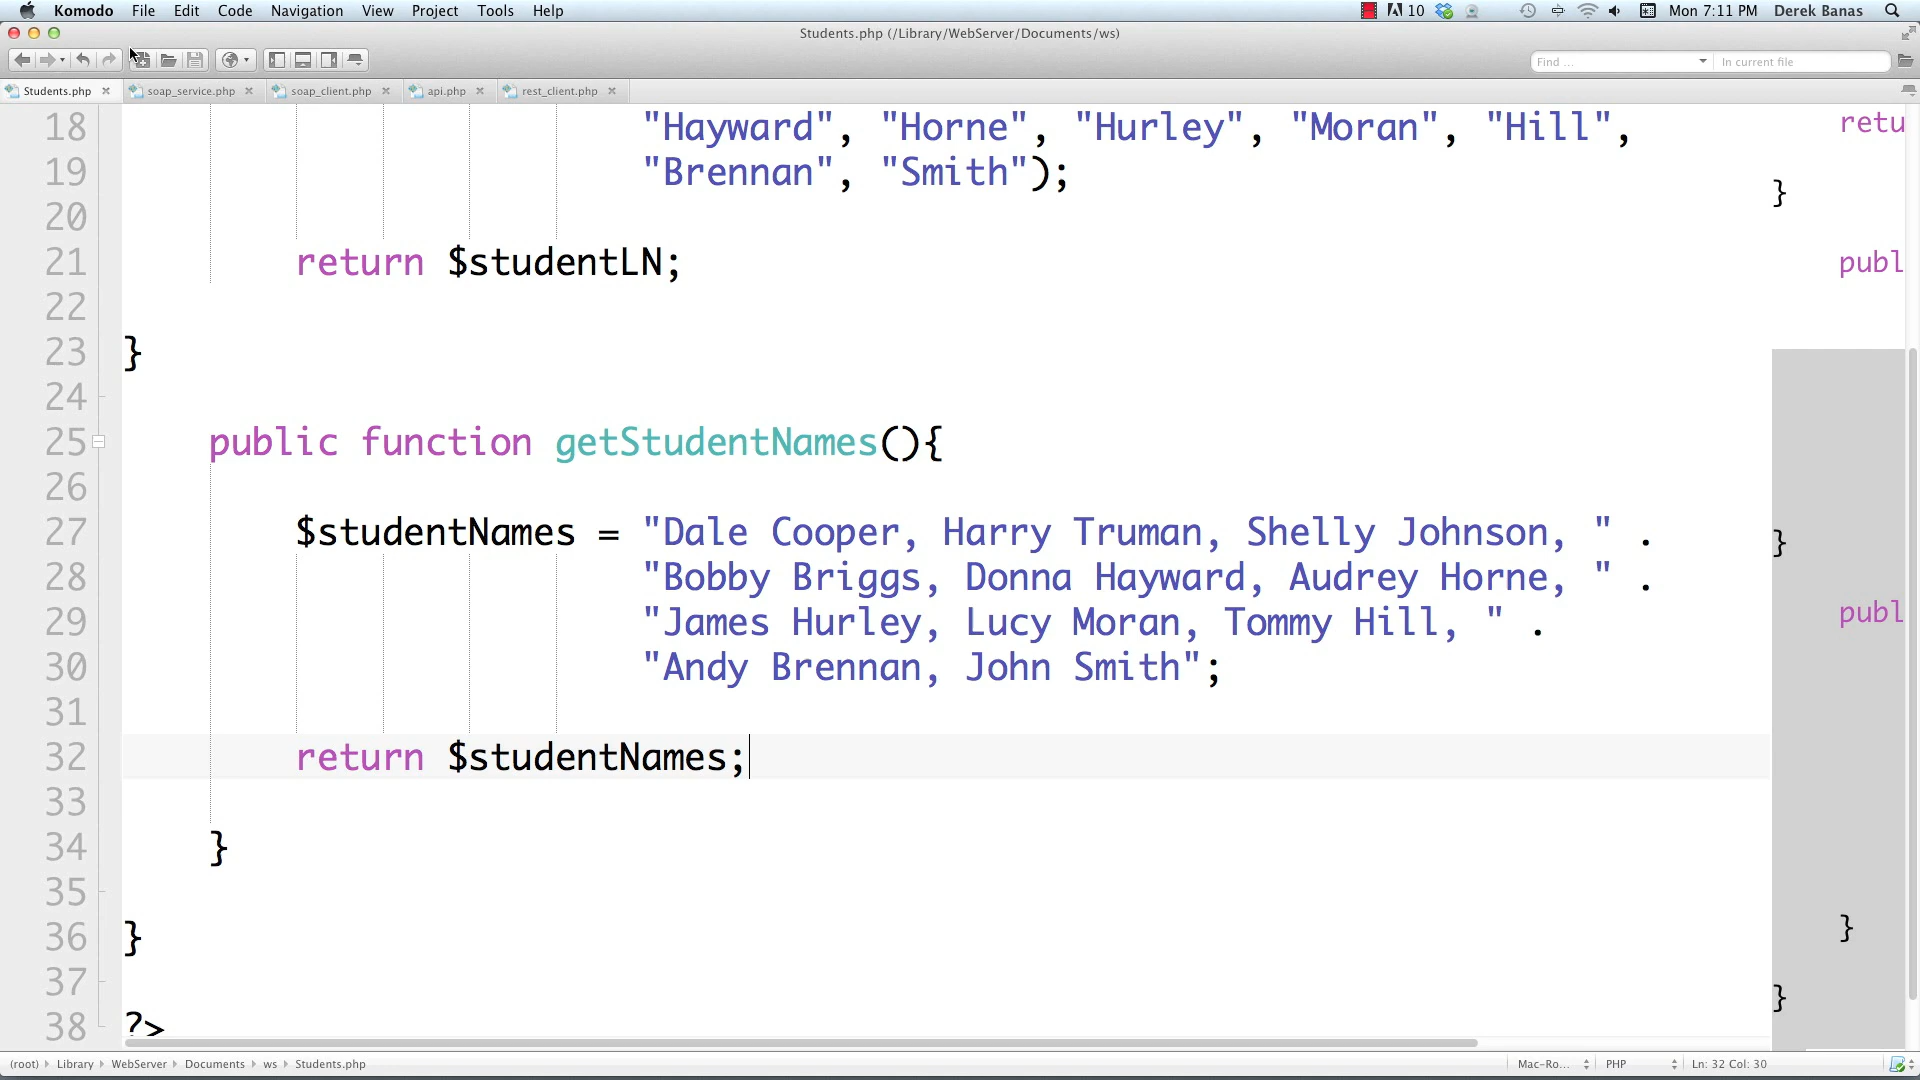 Komodo File Edit Code Navigation View Project Tools Help 10 Mon 7:11 PM Derek Banas
Students.php (/Library/WebServer/Documents/ws)
Find ... In current file
Students.php soap_service.php soap_client.php api.php rest_client.php
18 "Hayward", "Horne", "Hurley", "Moran", "Hill",
19 "Brennan", "Smith");
20
21 return $studentLN;
22
23 }
24
25 public function getStudentNames(){
26
27 $studentNames = "Dale Cooper, Harry Truman, Shelly Johnson, " .
28 "Bobby Briggs, Donna Hayward, Audrey Horne, " .
29 "James Hurley, Lucy Moran, Tommy Hill, " .
30 "Andy Brennan, John Smith";
31
32 return $studentNames;
33
34 }
35
36 }
37
38 ?>
retu
}
publ
}
publ
}
}
(root) Library WebServer Documents ws Students.php Mac-Ro... PHP Ln: 32 Col: 30